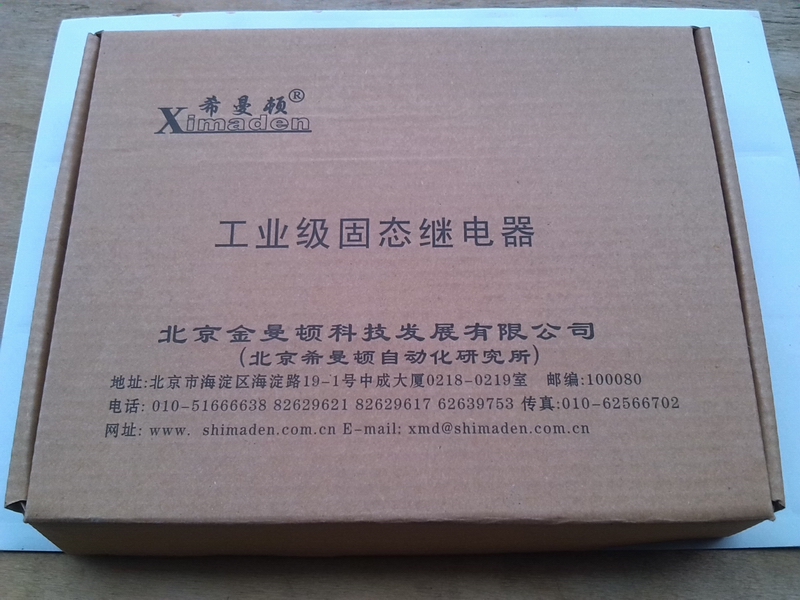 希曼顿®
Ximaden
工业级固态继电器
北京金曼顿科技发展有限公司
(北京希曼顿自动化研究所)
地址:北京市海淀区海淀路19-1号中成大厦0218-0219室 邮编:100080
电话: 010-51666638 82629621 82629617 62639753 传真:010-62566702
网址: www. shimaden.com.cn E-mail: xmd@shimaden.com.cn